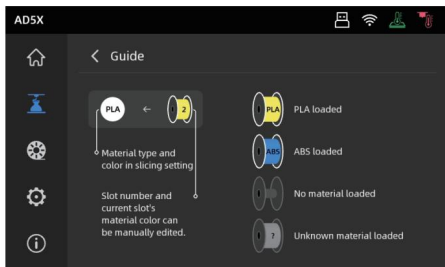 AD5X
Guide
PLA
2
Material type and
color in slicing setting
Slot number and
current slot's
material color can
be manually edited.
PLA
PLA loaded
ABS
ABS loaded
No material loaded
?
Unknown material loaded